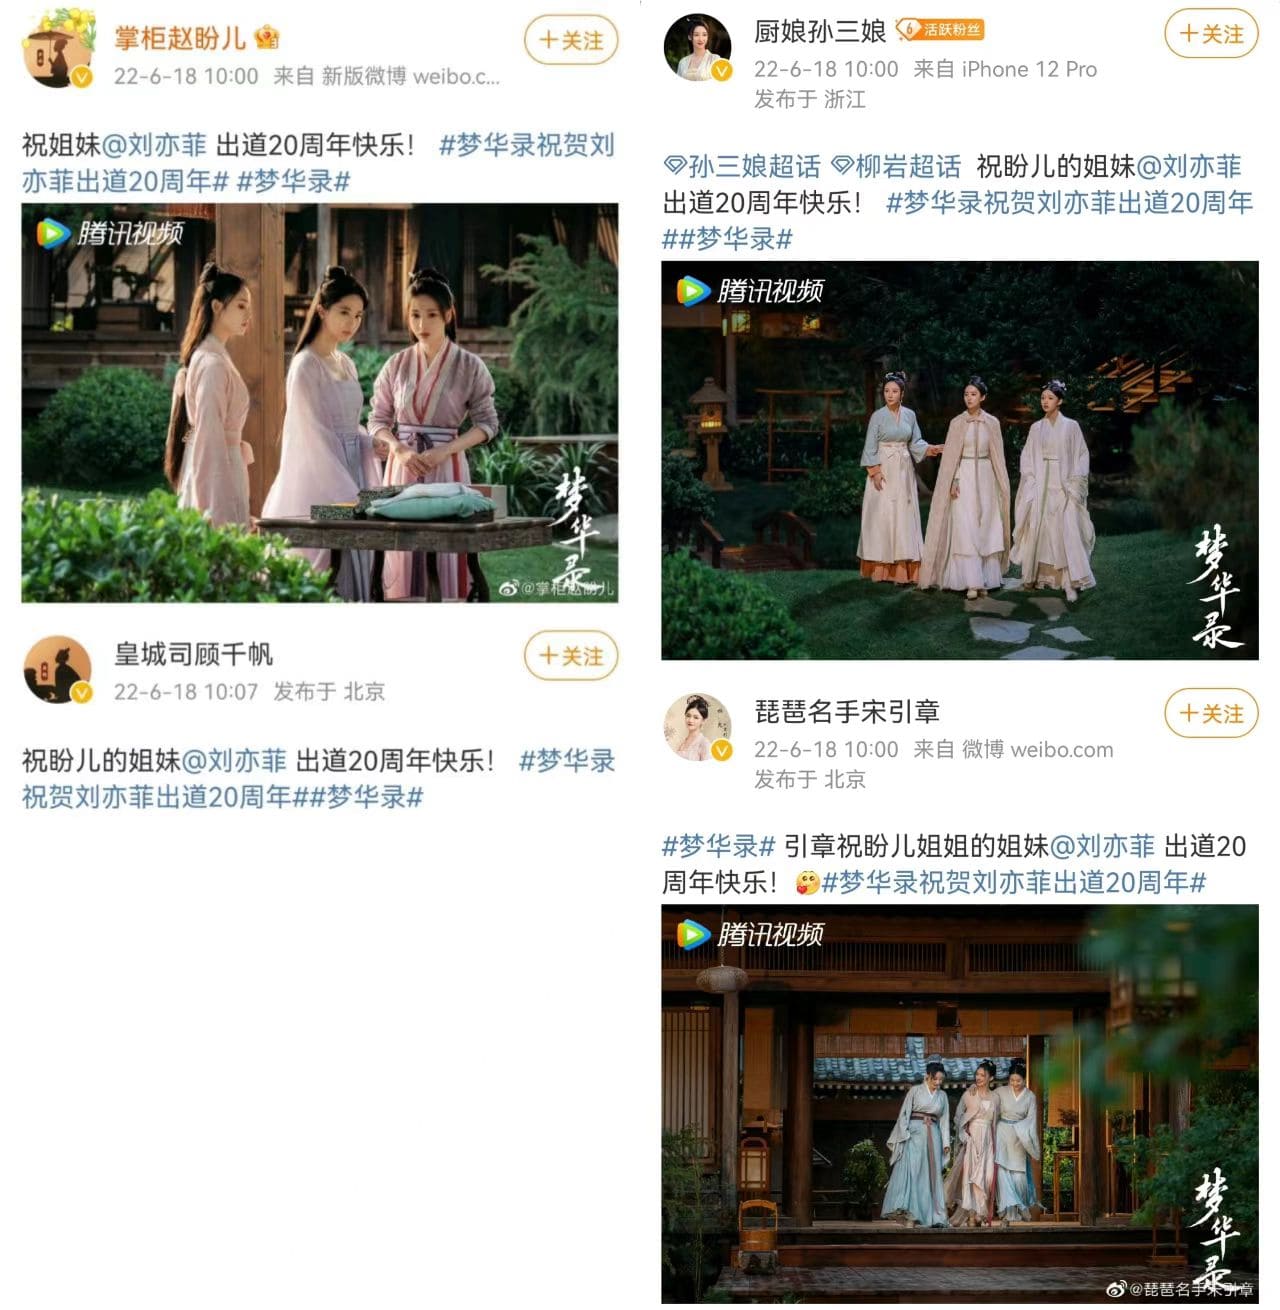 掌柜赵盼儿
+关注
22-6-18 10:00 来自 新版微博 weibo.c...
祝姐妹@刘亦菲 出道20周年快乐！ #梦华录祝贺刘
亦菲出道20周年# #梦华录#
腾讯视频
梦华录
@掌柜赵盼儿
皇城司顾千帆
+关注
22-6-18 10:07 发布于 北京
祝盼儿的姐妹@刘亦菲 出道20周年快乐！ #梦华录
祝贺刘亦菲出道20周年##梦华录#
厨娘孙三娘
6 活跃粉丝
+关注
22-6-18 10:00 来自 iPhone 12 Pro
发布于 浙江
孙三娘超话 柳岩超话 祝盼儿的姐妹@刘亦菲
出道20周年快乐！ #梦华录祝贺刘亦菲出道20周年
##梦华录#
腾讯视频
梦华录
琵琶名手宋引章
+关注
22-6-18 10:00 来自 微博 weibo.com
发布于 北京
#梦华录# 引章祝盼儿姐姐的姐妹@刘亦菲 出道20
周年快乐！#梦华录祝贺刘亦菲出道20周年#
腾讯视频
梦华录
@琵琶名手宋引章